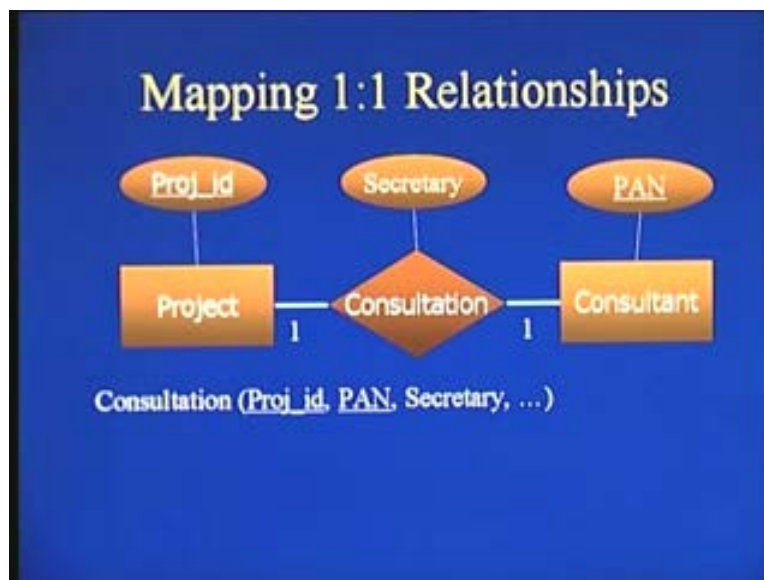 Mapping 1:1 Relationships
Proj_id
Secretary
PAN
Project
Consultation
Consultant
1
1
Consultation (Proj_id, PAN, Secretary, ...)